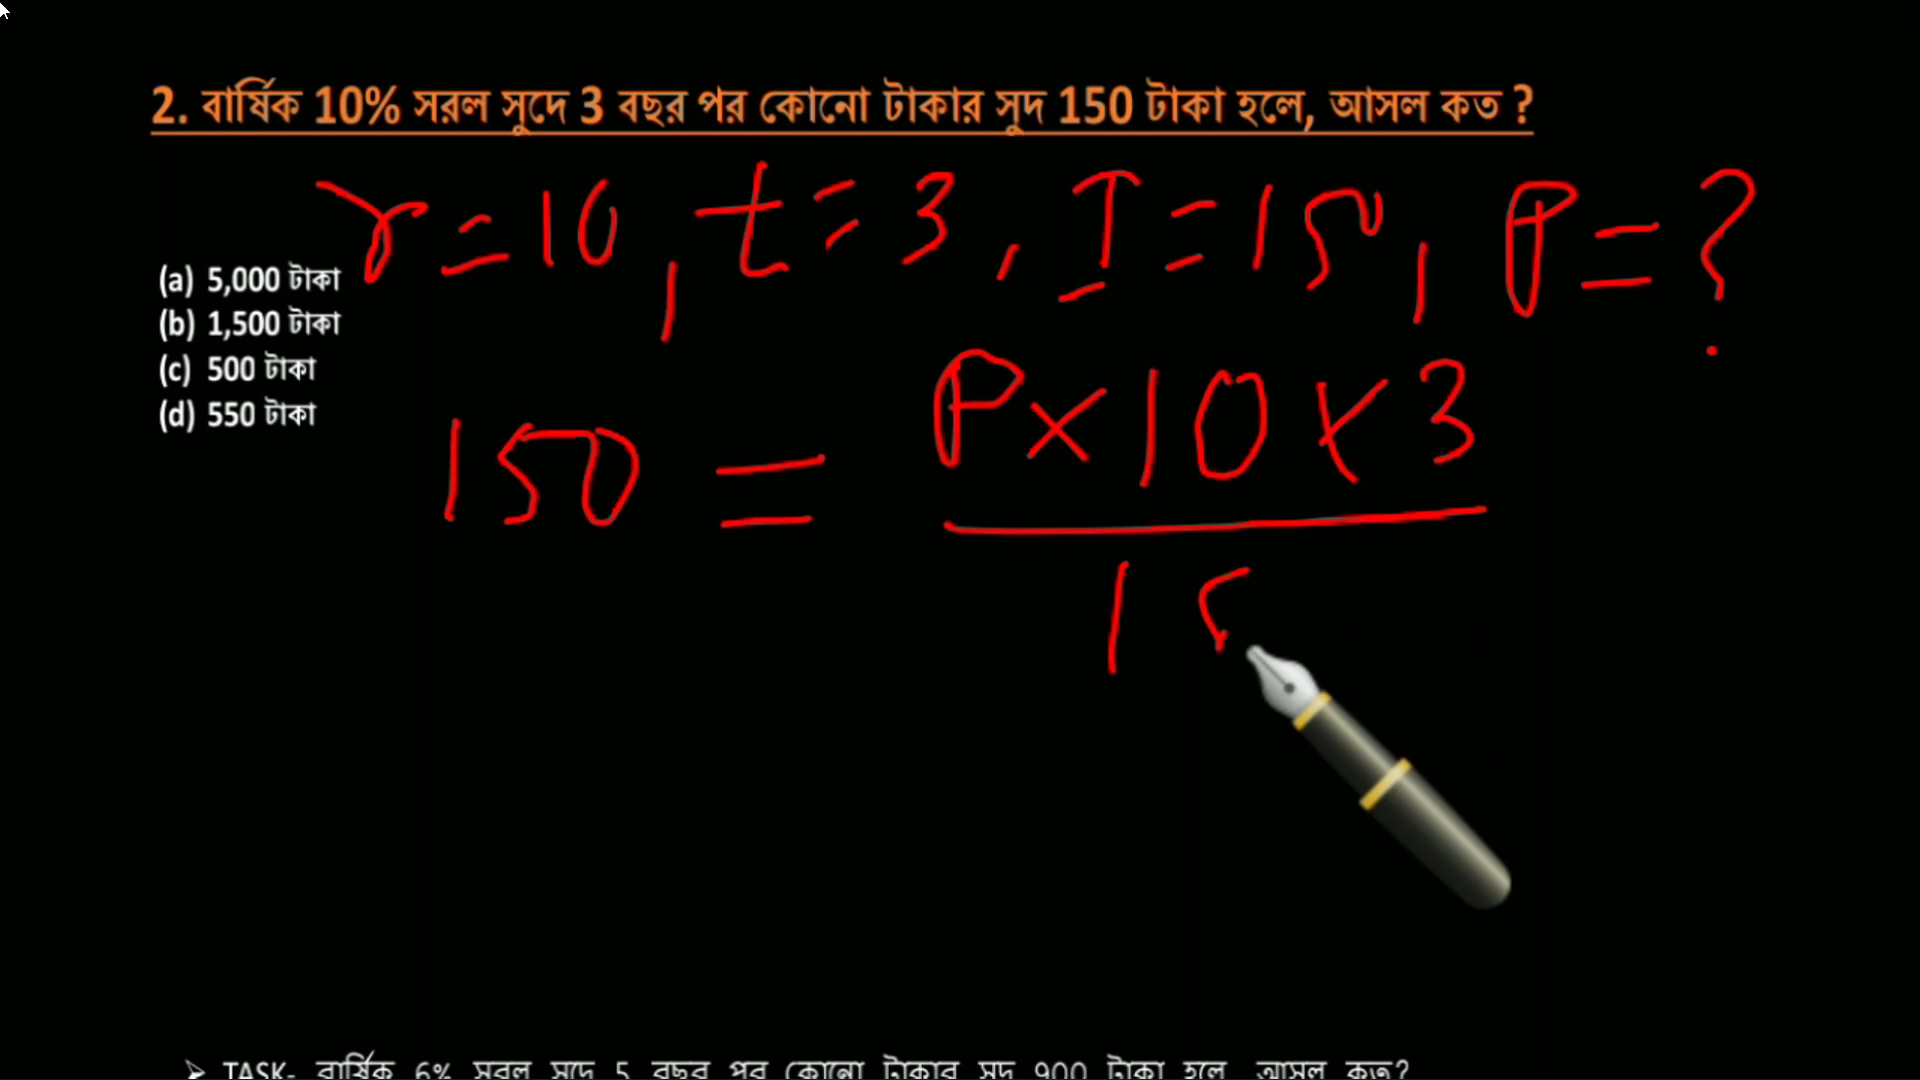 2. বার্ষিক 10% সরল সুদে 3 বছর পর কোনো টাকার সুদ 150 টাকা হলে, আসল কত ?
r = 10, t = 3, I = 150, P = ?
(a) 5,000 টাকা
(b) 1,500 টাকা
(c) 500 টাকা
(d) 550 টাকা
P × 10 × 3
150 =
1
➢ TASK- বার্ষিক 6% সরল সুদে 5 বছর পর কোনো টাকার সুদ 900 টাকা হলে, আসল কত?